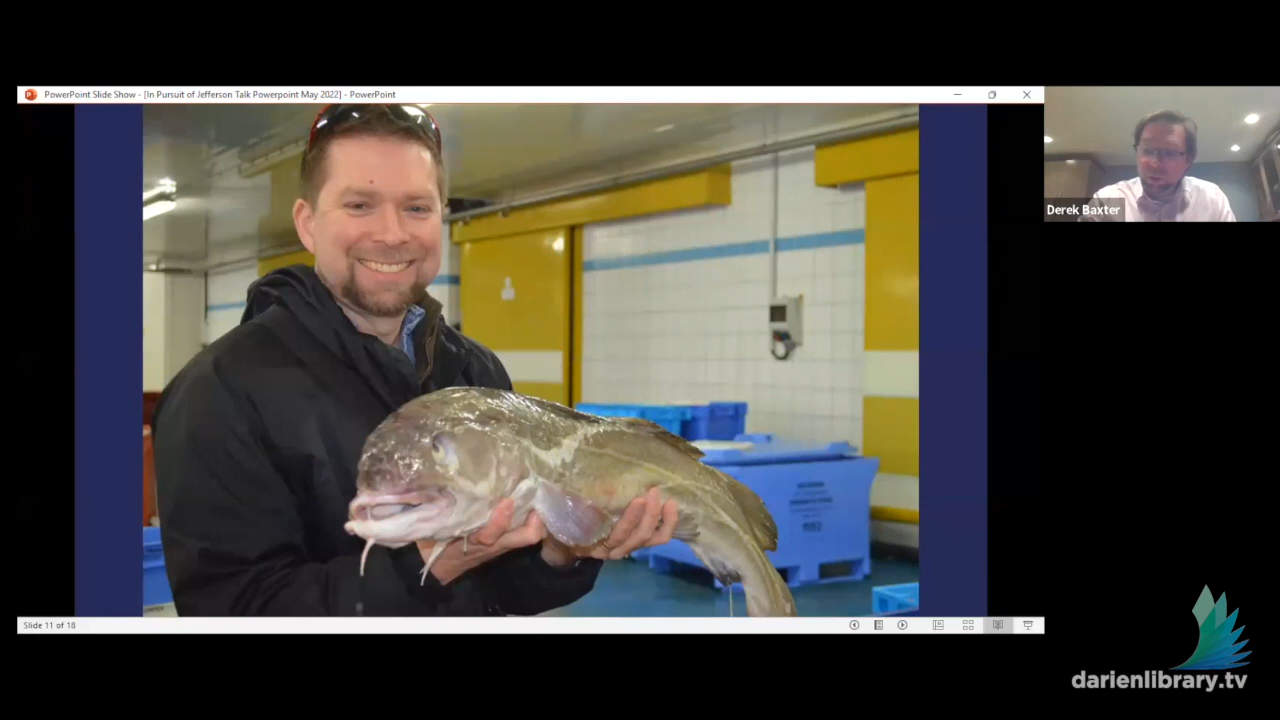 PowerPoint Slide Show - [In Pursuit of Jefferson Talk Powerpoint May 2022] - PowerPoint
Derek Baxter
Slide 11 of 18
darienlibrary.tv